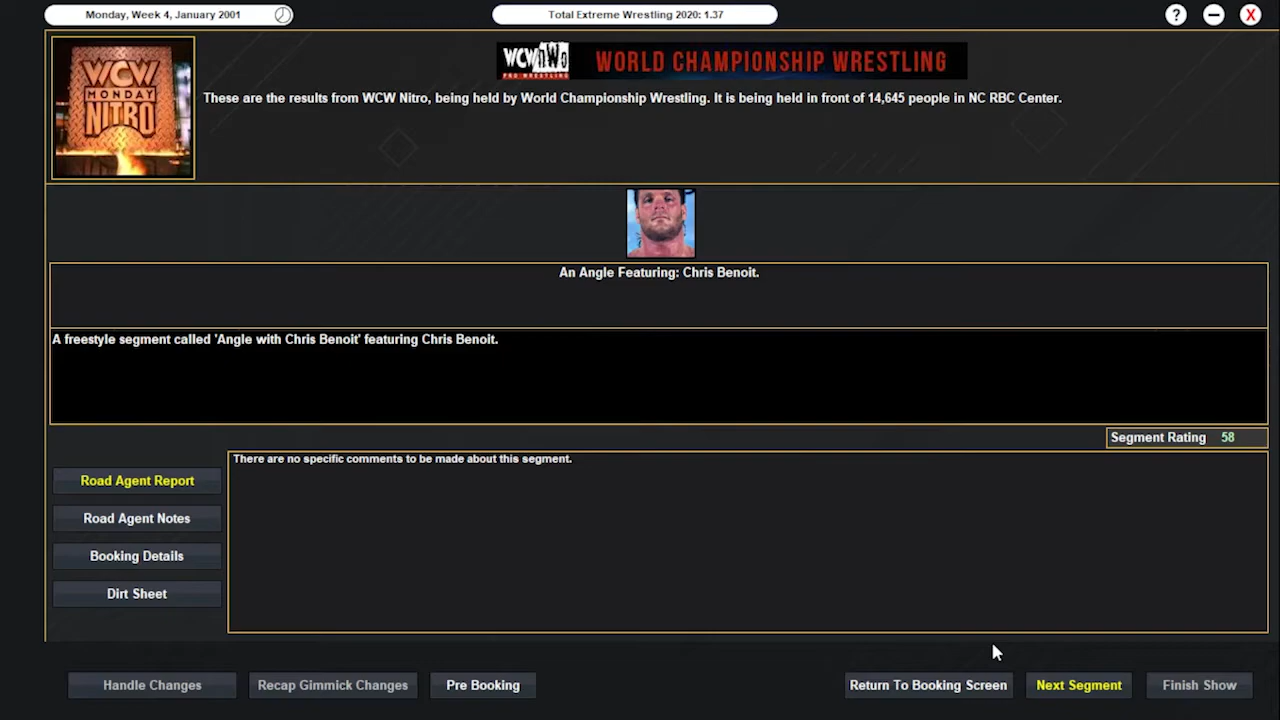 Monday, Week 4, January 2001
Total Extreme Wrestling 2020: 1.37
?
X
WCW MONDAY NITRO
WCW nWo PRO WRESTLING
WORLD CHAMPIONSHIP WRESTLING
These are the results from WCW Nitro, being held by World Championship Wrestling. It is being held in front of 14,645 people in NC RBC Center.
An Angle Featuring: Chris Benoit.
A freestyle segment called 'Angle with Chris Benoit' featuring Chris Benoit.
Segment Rating 58
There are no specific comments to be made about this segment.
Road Agent Report
Road Agent Notes
Booking Details
Dirt Sheet
Handle Changes
Recap Gimmick Changes
Pre Booking
Return To Booking Screen
Next Segment
Finish Show